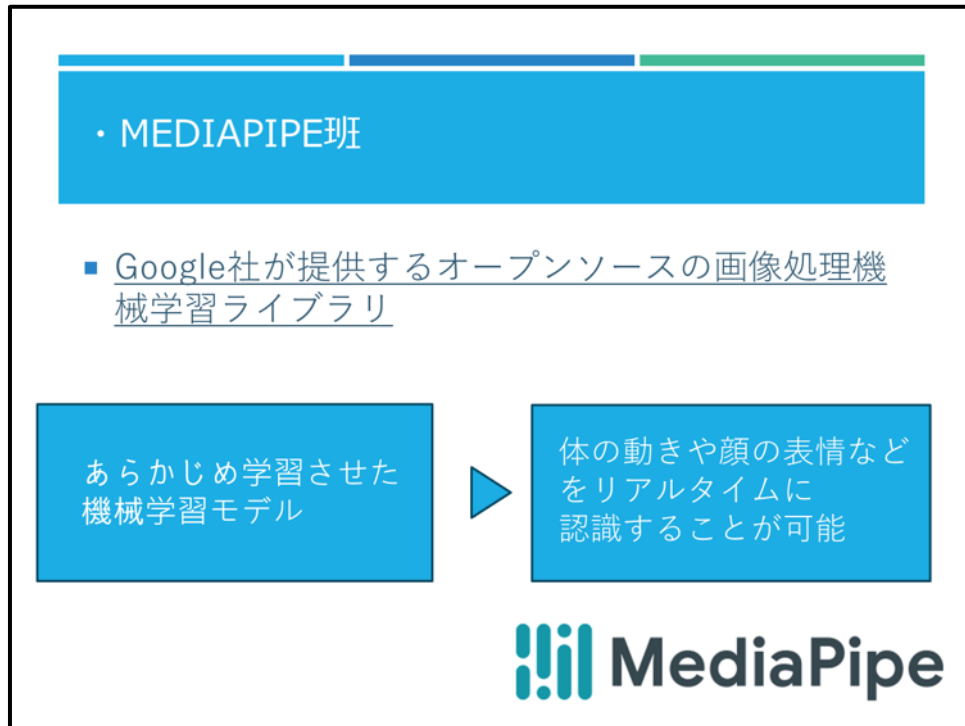 ・MEDIAPIPE班
Google社が提供するオープンソースの画像処理機
械学習ライブラリ
あらかじめ学習させた
機械学習モデル
体の動きや顔の表情など
をリアルタイムに
認識することが可能
MediaPipe